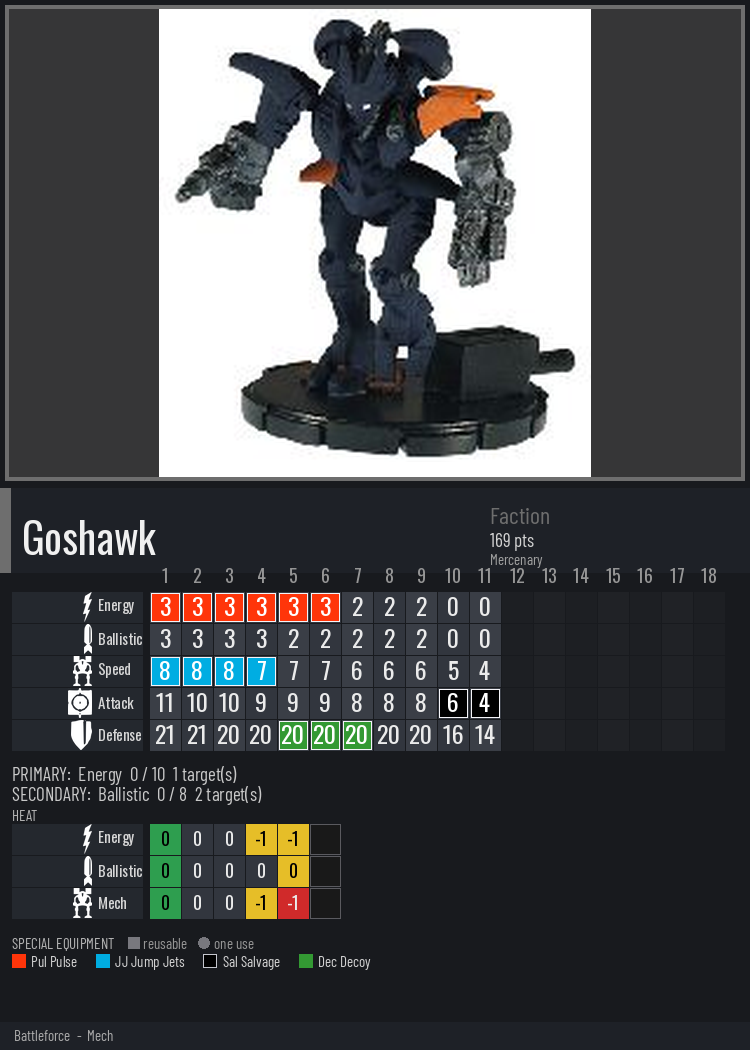 Goshawk
Faction
169 pts
Mercenary
1 2 3 4 5 6 7 8 9 10 11 12 13 14 15 16 17 18
Energy 3 3 3 3 3 3 2 2 2 0 0
Ballistic 3 3 3 3 2 2 2 2 2 0 0
Speed 8 8 8 7 7 7 6 6 6 5 4
Attack 11 10 10 9 9 9 8 8 8 6 4
Defense 21 21 20 20 20 20 20 20 20 16 14
PRIMARY: Energy 0 / 10 1 target(s)
SECONDARY: Ballistic 0 / 8 2 target(s)
HEAT
Energy 0 0 0 -1 -1
Ballistic 0 0 0 0 0
Mech 0 0 0 -1 -1
SPECIAL EQUIPMENT reusable one use
Pul Pulse JJ Jump Jets Sal Salvage Dec Decoy
Battleforce - Mech